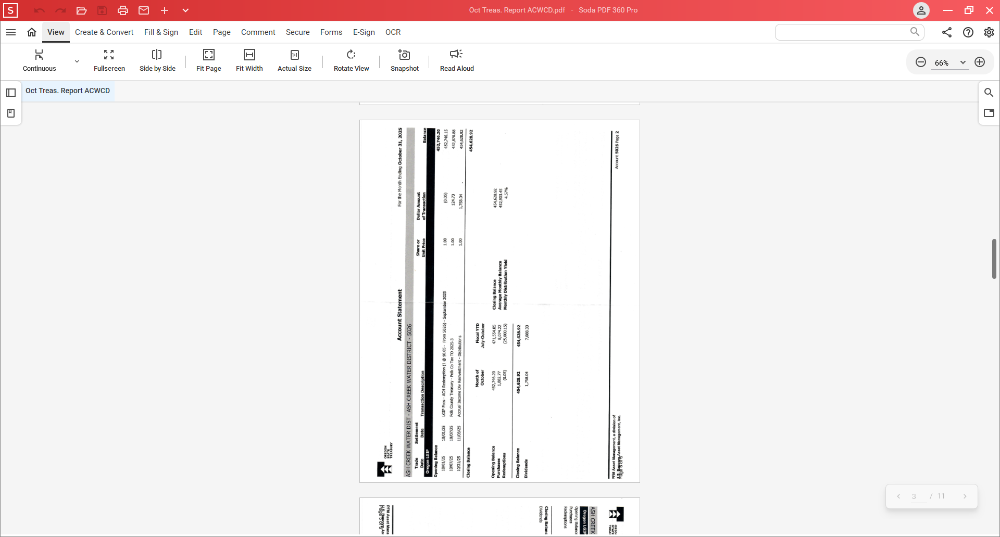 Oct Treas. Report ACWCD.pdf - Soda PDF 360 Pro
View Create & Convert Fill & Sign Edit Page Comment Secure Forms E-Sign OCR
Continuous Fullscreen Side by Side Fit Page Fit Width Actual Size Rotate View Snapshot Read Aloud
66%
Oct Treas. Report ACWCD
OREGON
STATE
TREASURY
Account Statement
For the Month Ending October 31, 2025
ASH CREEK WATER DIST - ASH CREEK WATER DISTRICT - 5026
Trade Date Settlement Date Transaction Description Share or Unit Price Dollar Amount of Transaction Balance
Oregon LGIP
Opening Balance 452,746.20
10/01/25 10/01/25 LGIP Fees - ACH Redemption (1 @ $0.05 - From 5026) - September 2025 1.00 (0.05) 452,746.15
10/07/25 10/07/25 Polk County Treasury - Polk Co Tax TO 2025-3 1.00 124.73 452,870.88
10/31/25 11/03/25 Accrual Income Div Reinvestment - Distributions 1.00 1,758.04 454,628.92
Closing Balance 454,628.92
Month of October Fiscal YTD July-October
Opening Balance 452,746.20 471,554.85 Closing Balance 454,628.92
Purchases 1,882.77 8,074.22 Average Monthly Balance 452,903.45
Redemptions (0.05) (25,000.15) Monthly Distribution Yield 4.57%
Closing Balance 454,628.92 454,628.92
Dividends 1,758.04 7,088.33
PFM Asset Management, a division of
U.S. Bancorp Asset Management, Inc.
Page 6 of 6
Account 5026 Page 2
ASH CREEK
Oregon LGIP
Opening Balance
Purchases
Redemptions
Closing Balanc
Dividends
PFM Asset Mana
U.S. Bancorp As
Page 5 of 6
3 / 11